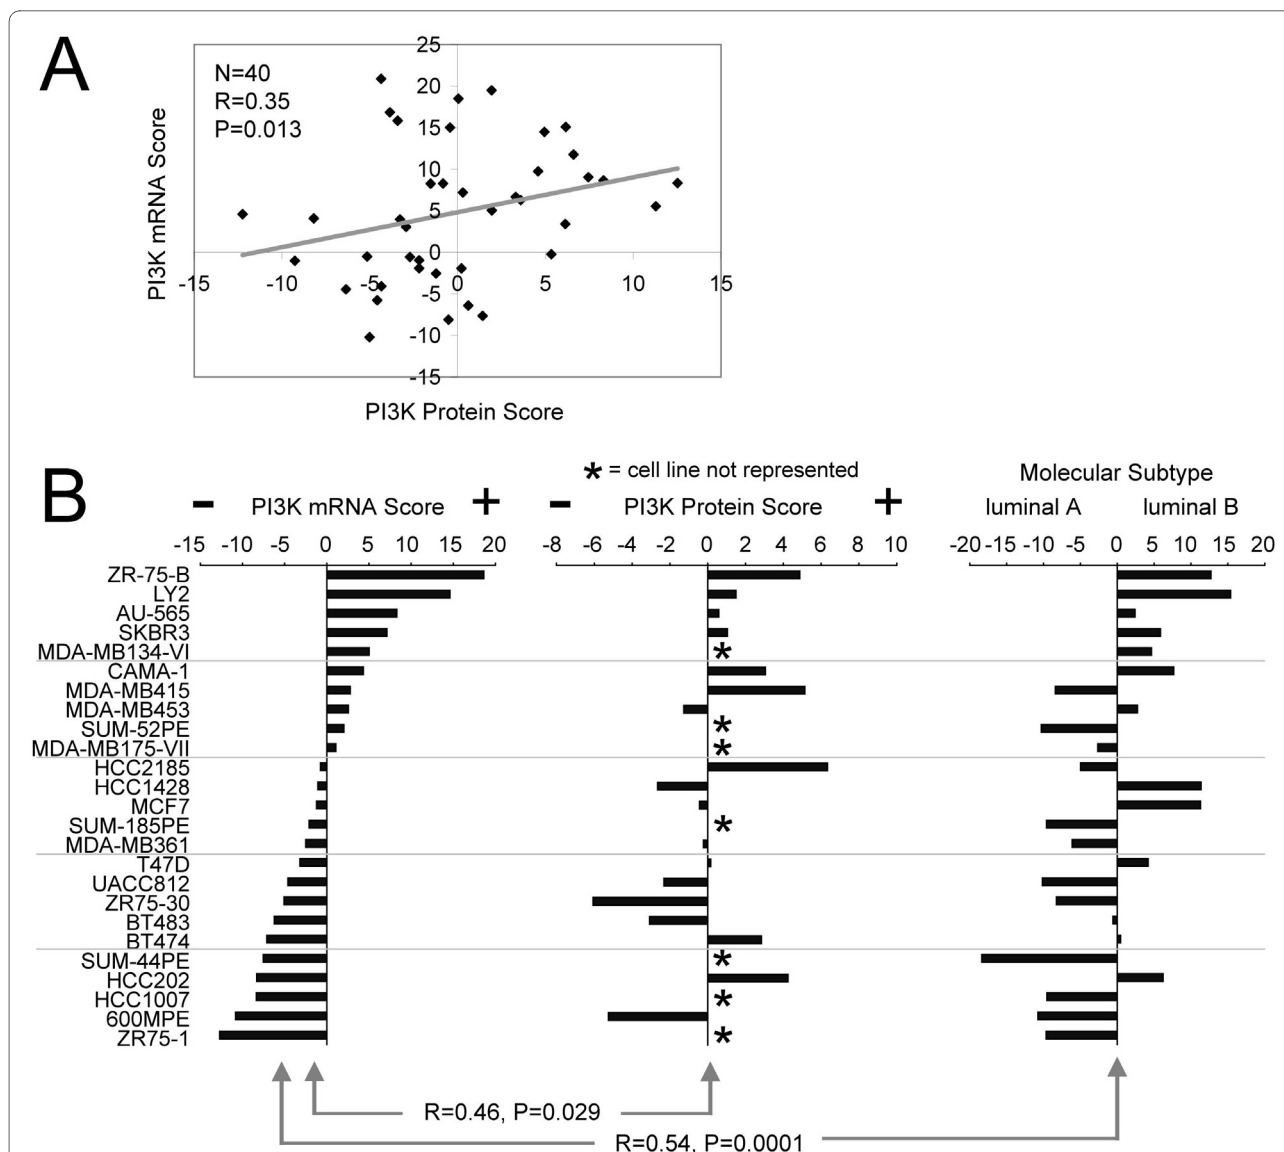 A
N=40
R=0.35
P=0.013
PI3K mRNA Score
25
20
15
10
5
0
-5
-10
-15
-15 -10 -5 0 5 10 15
PI3K Protein Score
B
* = cell line not represented
Molecular Subtype
- PI3K mRNA Score +
- PI3K Protein Score +
luminal A luminal B
-15 -10 -5 0 5 10 15 20
-8 -6 -4 -2 0 2 4 6 8 10
-20 -15 -10 -5 0 5 10 15 20
ZR-75-B
LY2
AU-565
SKBR3
MDA-MB134-VI *
CAMA-1
MDA-MB415
MDA-MB453
SUM-52PE *
MDA-MB175-VII *
HCC2185
HCC1428
MCF7
SUM-185PE *
MDA-MB361
T47D
UACC812
ZR75-30
BT483
BT474
SUM-44PE *
HCC202
HCC1007 *
600MPE
ZR75-1 *
R=0.46, P=0.029
R=0.54, P=0.0001